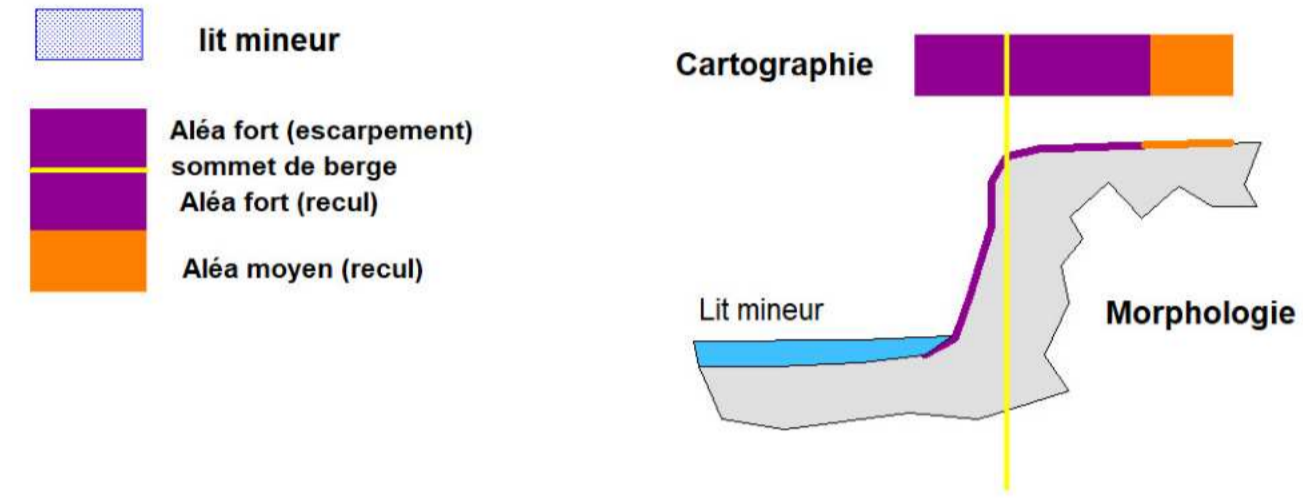 lit mineur
Aléa fort (escarpement)
sommet de berge
Aléa fort (recul)
Aléa moyen (recul)
Cartographie
Lit mineur
Morphologie